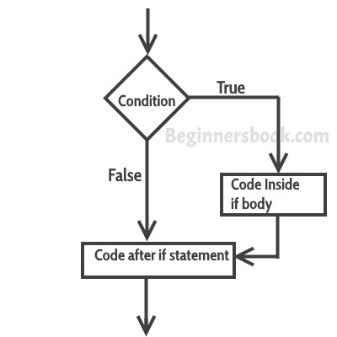 Condition
True
Beginnersbook.com
False
Code Inside
if body
Code after if statement